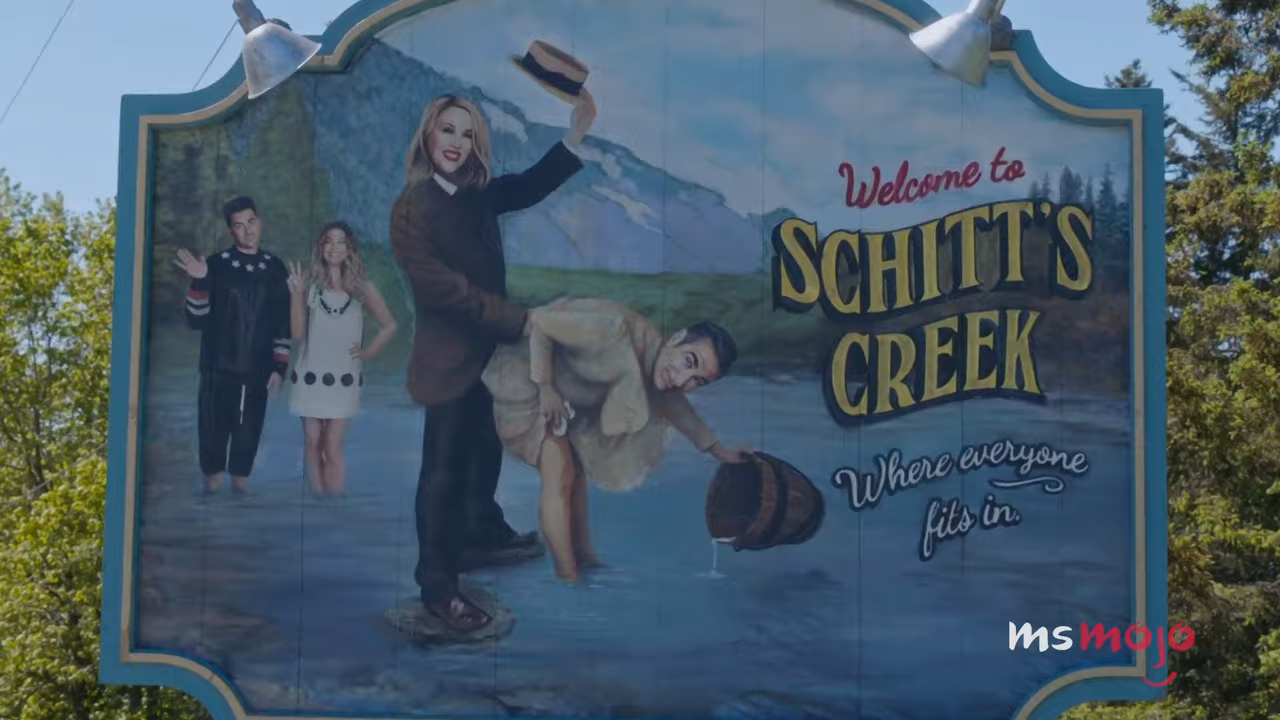 Welcome to
SCHITT'S
CREEK
Where everyone
fits in.
msmojo